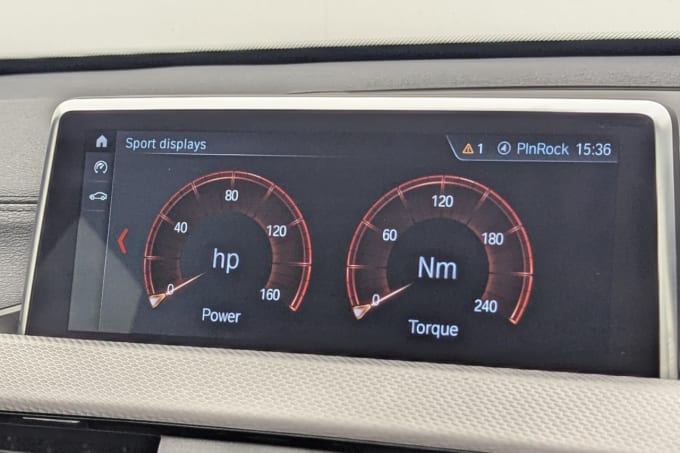 Sport displays
1 PlnRock 15:36
0 40 80 120 160
hp
Power
0 60 120 180 240
Nm
Torque